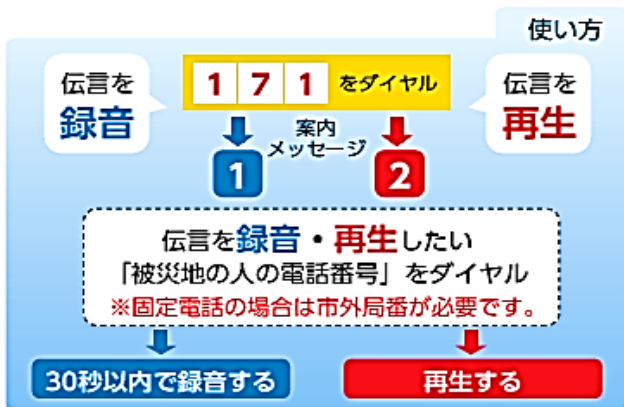 使い方
伝言を
録音
171をダイヤル
伝言を
再生
案内
メッセージ
1
2
伝言を録音・再生したい
「被災地の人の電話番号」をダイヤル
※固定電話の場合は市外局番が必要です。
30秒以内で録音する
再生する